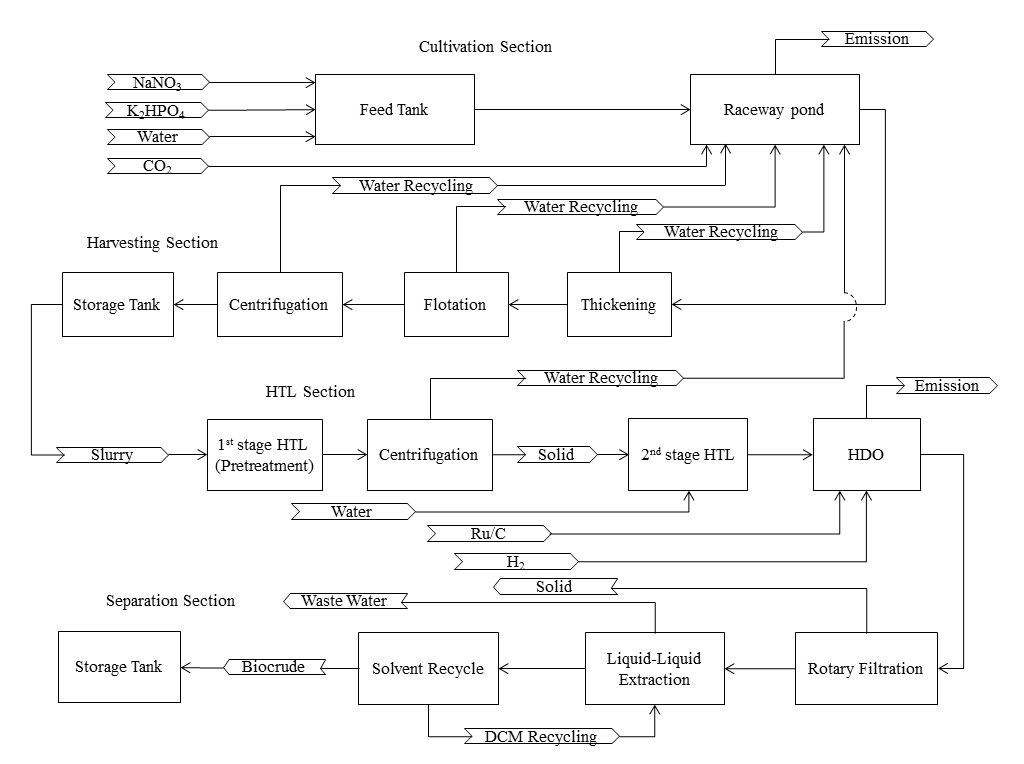 Cultivation Section
Emission
NaNO₃
K₂HPO₄
Water
CO₂
Feed Tank
Raceway pond
Water Recycling
Water Recycling
Water Recycling
Harvesting Section
Storage Tank
Centrifugation
Flotation
Thickening
HTL Section
Water Recycling
Emission
Slurry
1st stage HTL
(Pretreatment)
Centrifugation
Solid
2nd stage HTL
HDO
Water
Ru/C
H₂
Solid
Waste Water
Separation Section
Storage Tank
Biocrude
Solvent Recycle
Liquid-Liquid
Extraction
Rotary Filtration
DCM Recycling